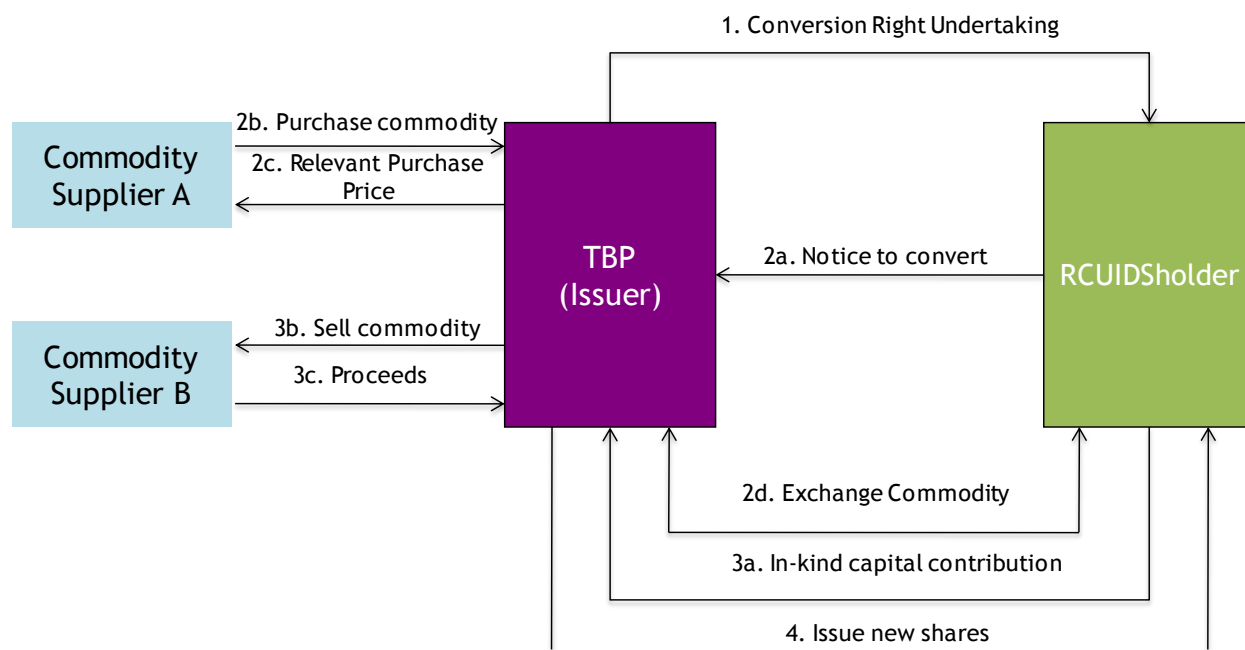 1. Conversion Right Undertaking
2b. Purchase commodity
Commodity
Supplier A
2c. Relevant Purchase
Price
TBP
(Issuer)
2a. Notice to convert
RCUIDSholder
3b. Sell commodity
Commodity
Supplier B
3c. Proceeds
2d. Exchange Commodity
3a. In-kind capital contribution
4. Issue new shares